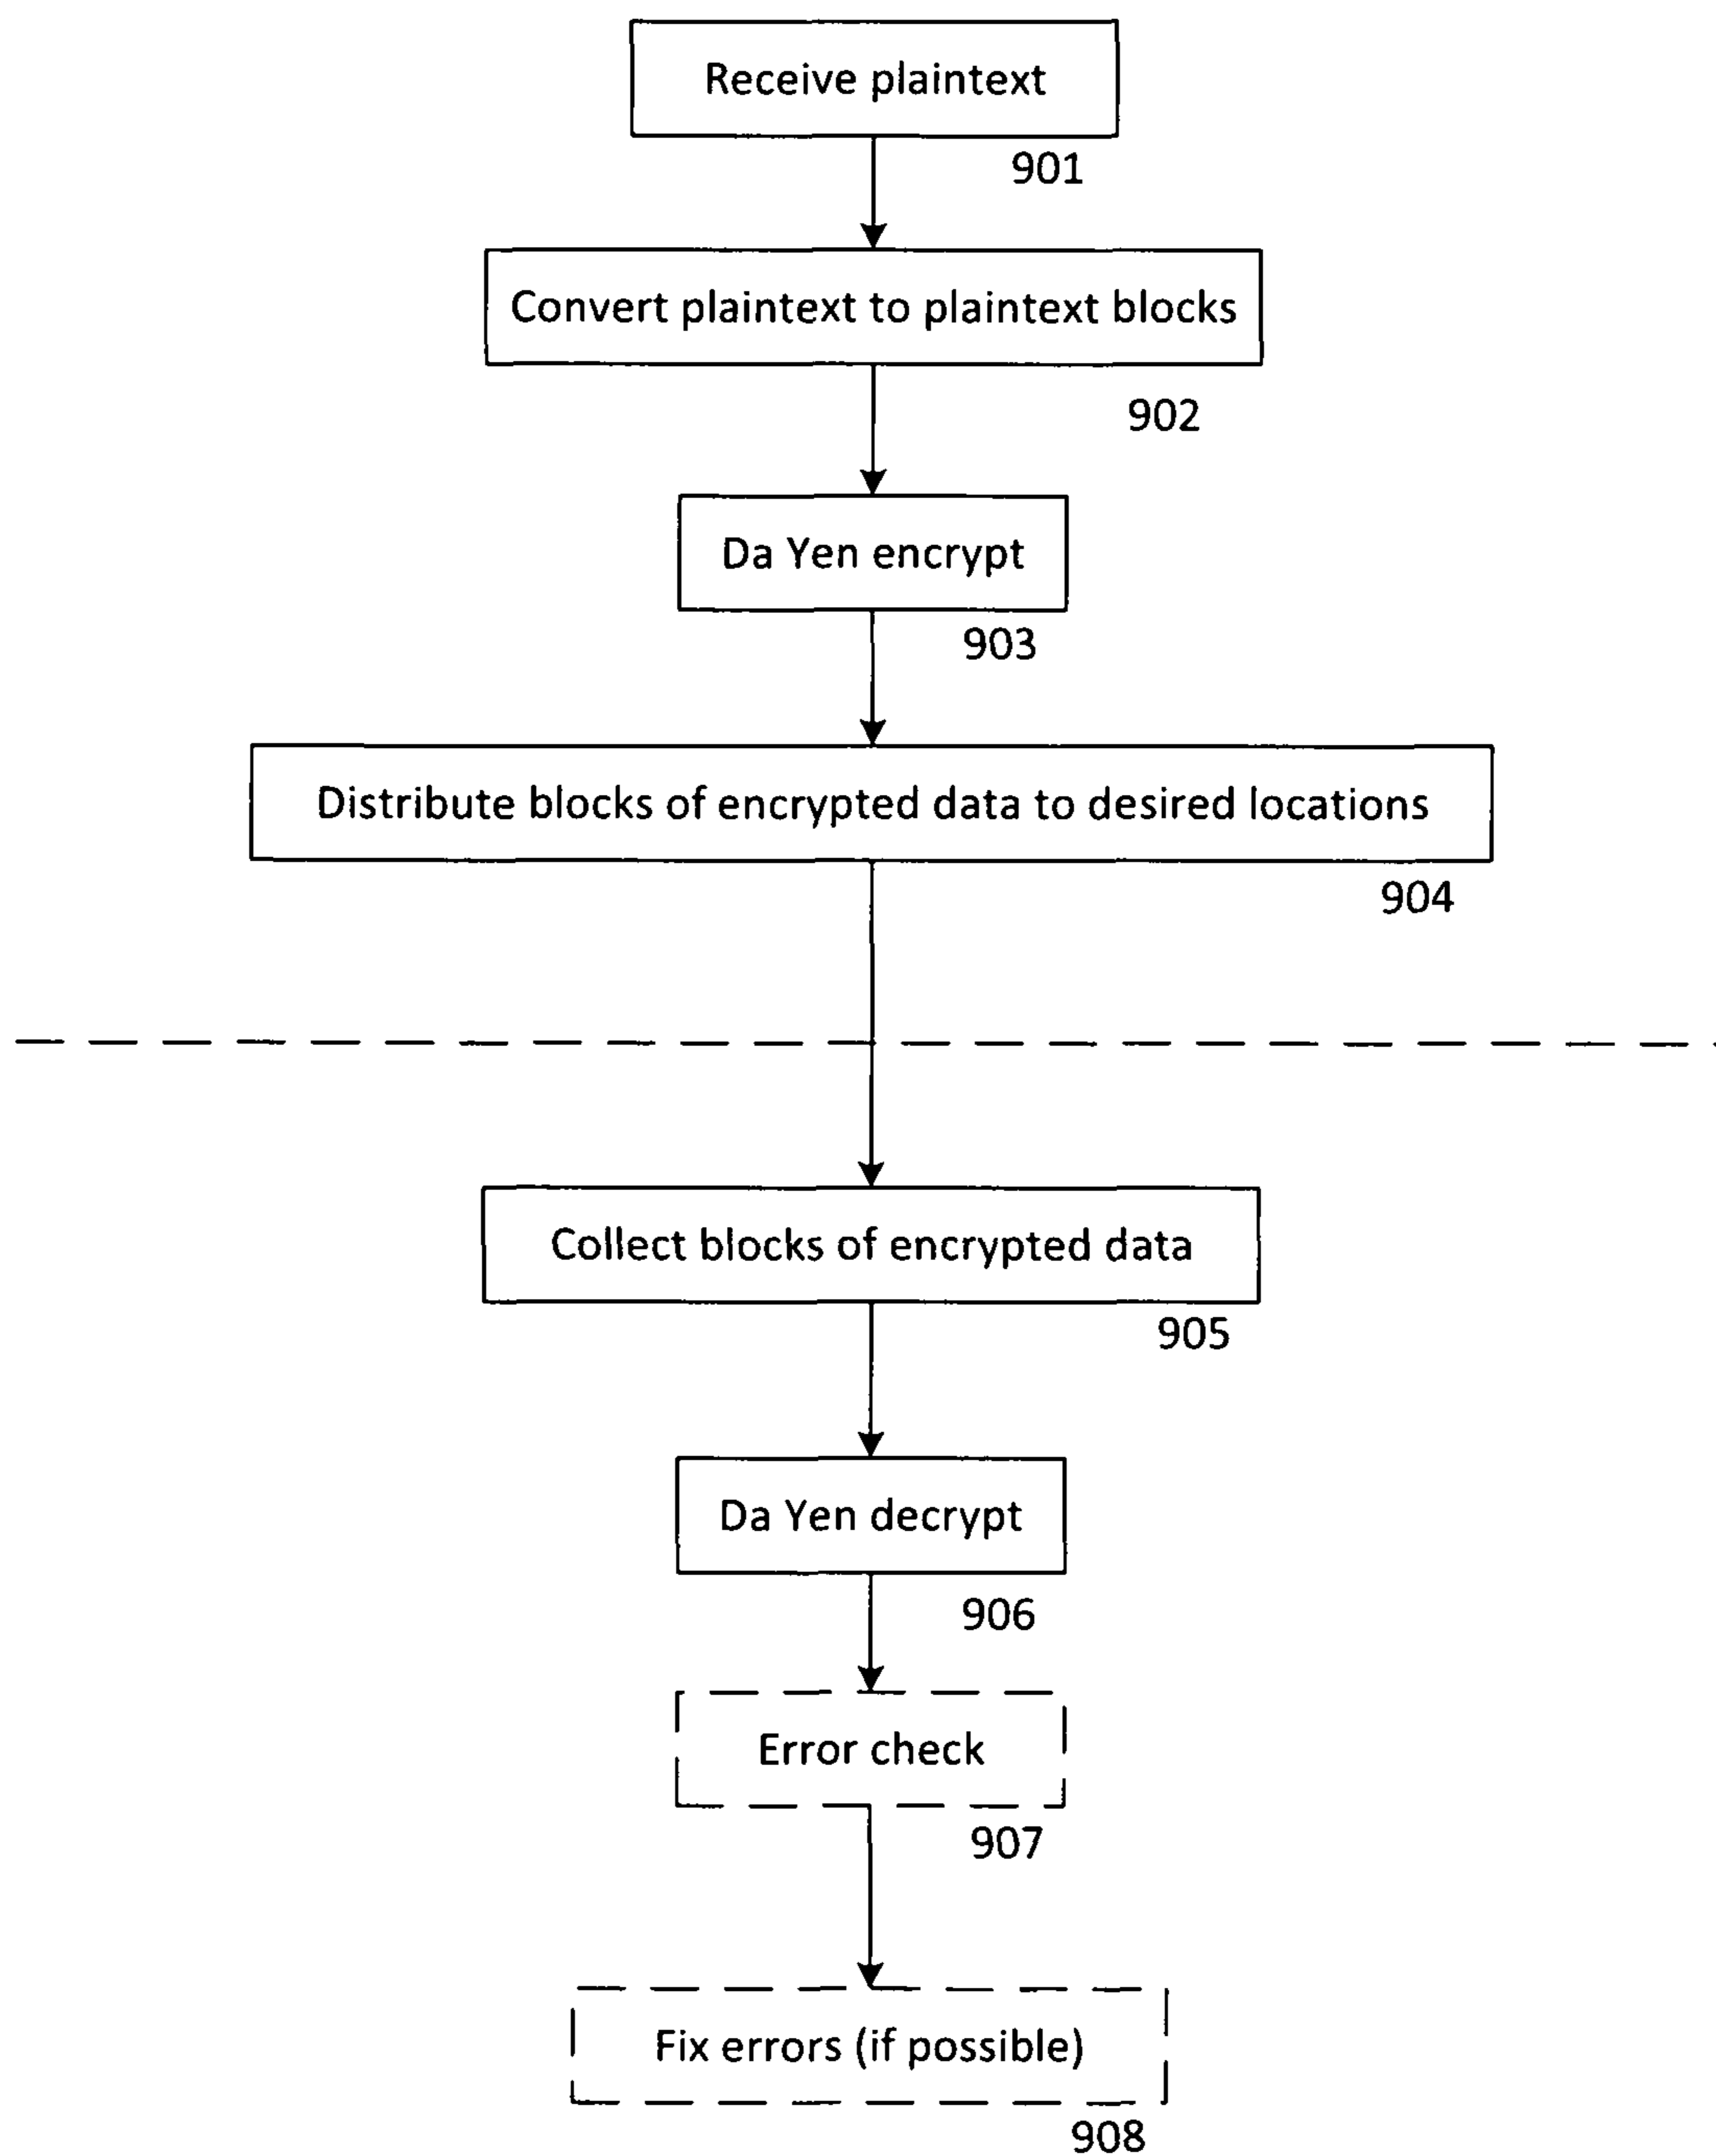 Receive plaintext
901
Convert plaintext to plaintext blocks
902
Da Yen encrypt
903
Distribute blocks of encrypted data to desired locations
904
Collect blocks of encrypted data
905
Da Yen decrypt
906
Error check
907
Fix errors (if possible)
908